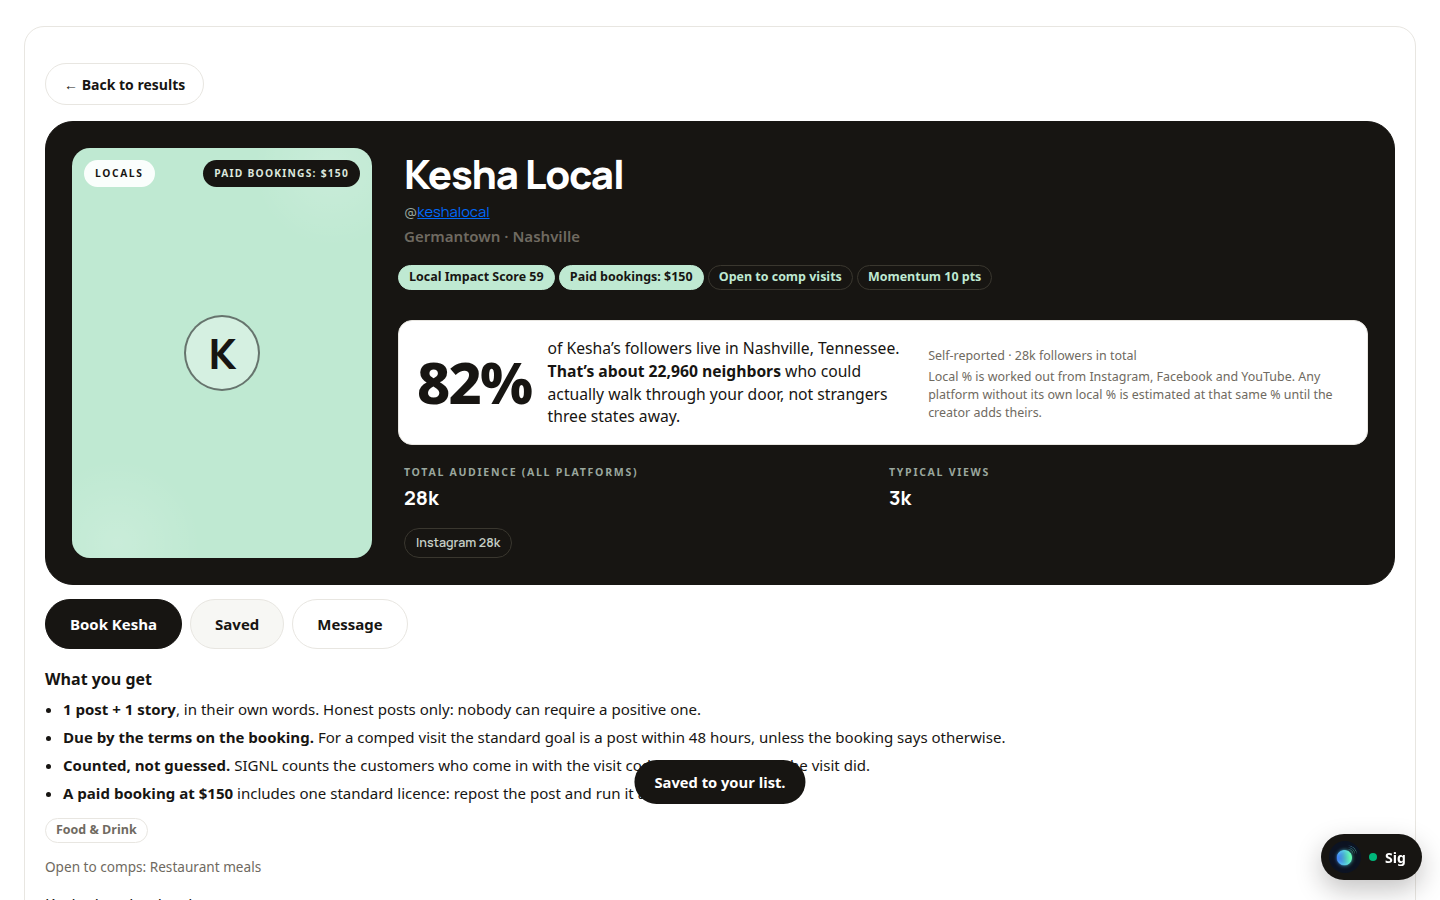 ← Back to results
LOCALS
PAID BOOKINGS: $150
K
Kesha Local
@keshalocal
Germantown · Nashville
Local Impact Score 59
Paid bookings: $150
Open to comp visits
Momentum 10 pts
82%
of Kesha’s followers live in Nashville, Tennessee.
That’s about 22,960 neighbors who could
actually walk through your door, not strangers
three states away.
Self-reported · 28k followers in total
Local % is worked out from Instagram, Facebook and YouTube. Any
platform without its own local % is estimated at that same % until the
creator adds theirs.
TOTAL AUDIENCE (ALL PLATFORMS)
28k
TYPICAL VIEWS
3k
Instagram 28k
Book Kesha
Saved
Message
What you get
• 1 post + 1 story, in their own words. Honest posts only: nobody can require a positive one.
• Due by the terms on the booking. For a comped visit the standard goal is a post within 48 hours, unless the booking says otherwise.
• Counted, not guessed. SIGNL counts the customers who come in with the visit visit did.
• A paid booking at $150 includes one standard licence: repost the post and run it
Saved to your list.
Food & Drink
Open to comps: Restaurant meals
Sig